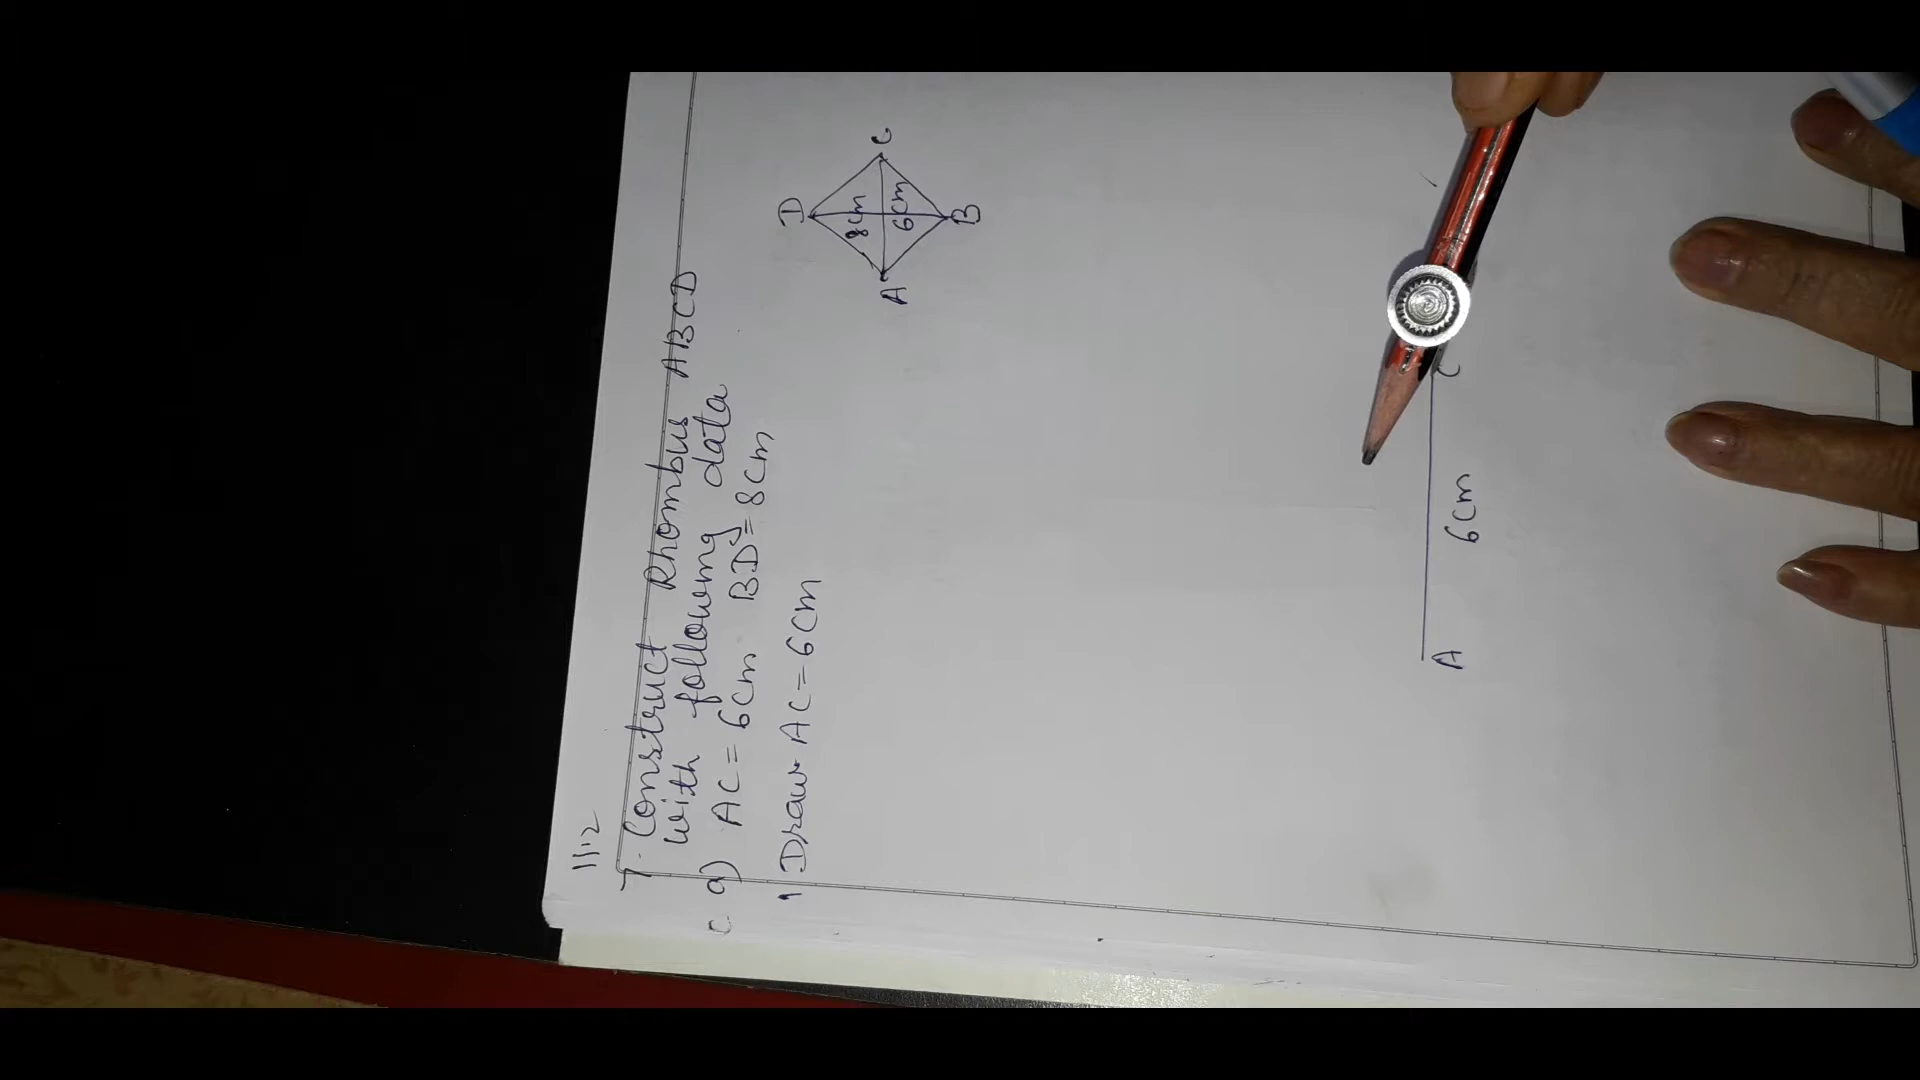 11.2
7. Construct Rhombus ABCD
with following data
c. a) AC = 6cm BD = 8cm
1 Draw AC = 6cm
D
C
8cm
6cm
A
B
A
6cm
C